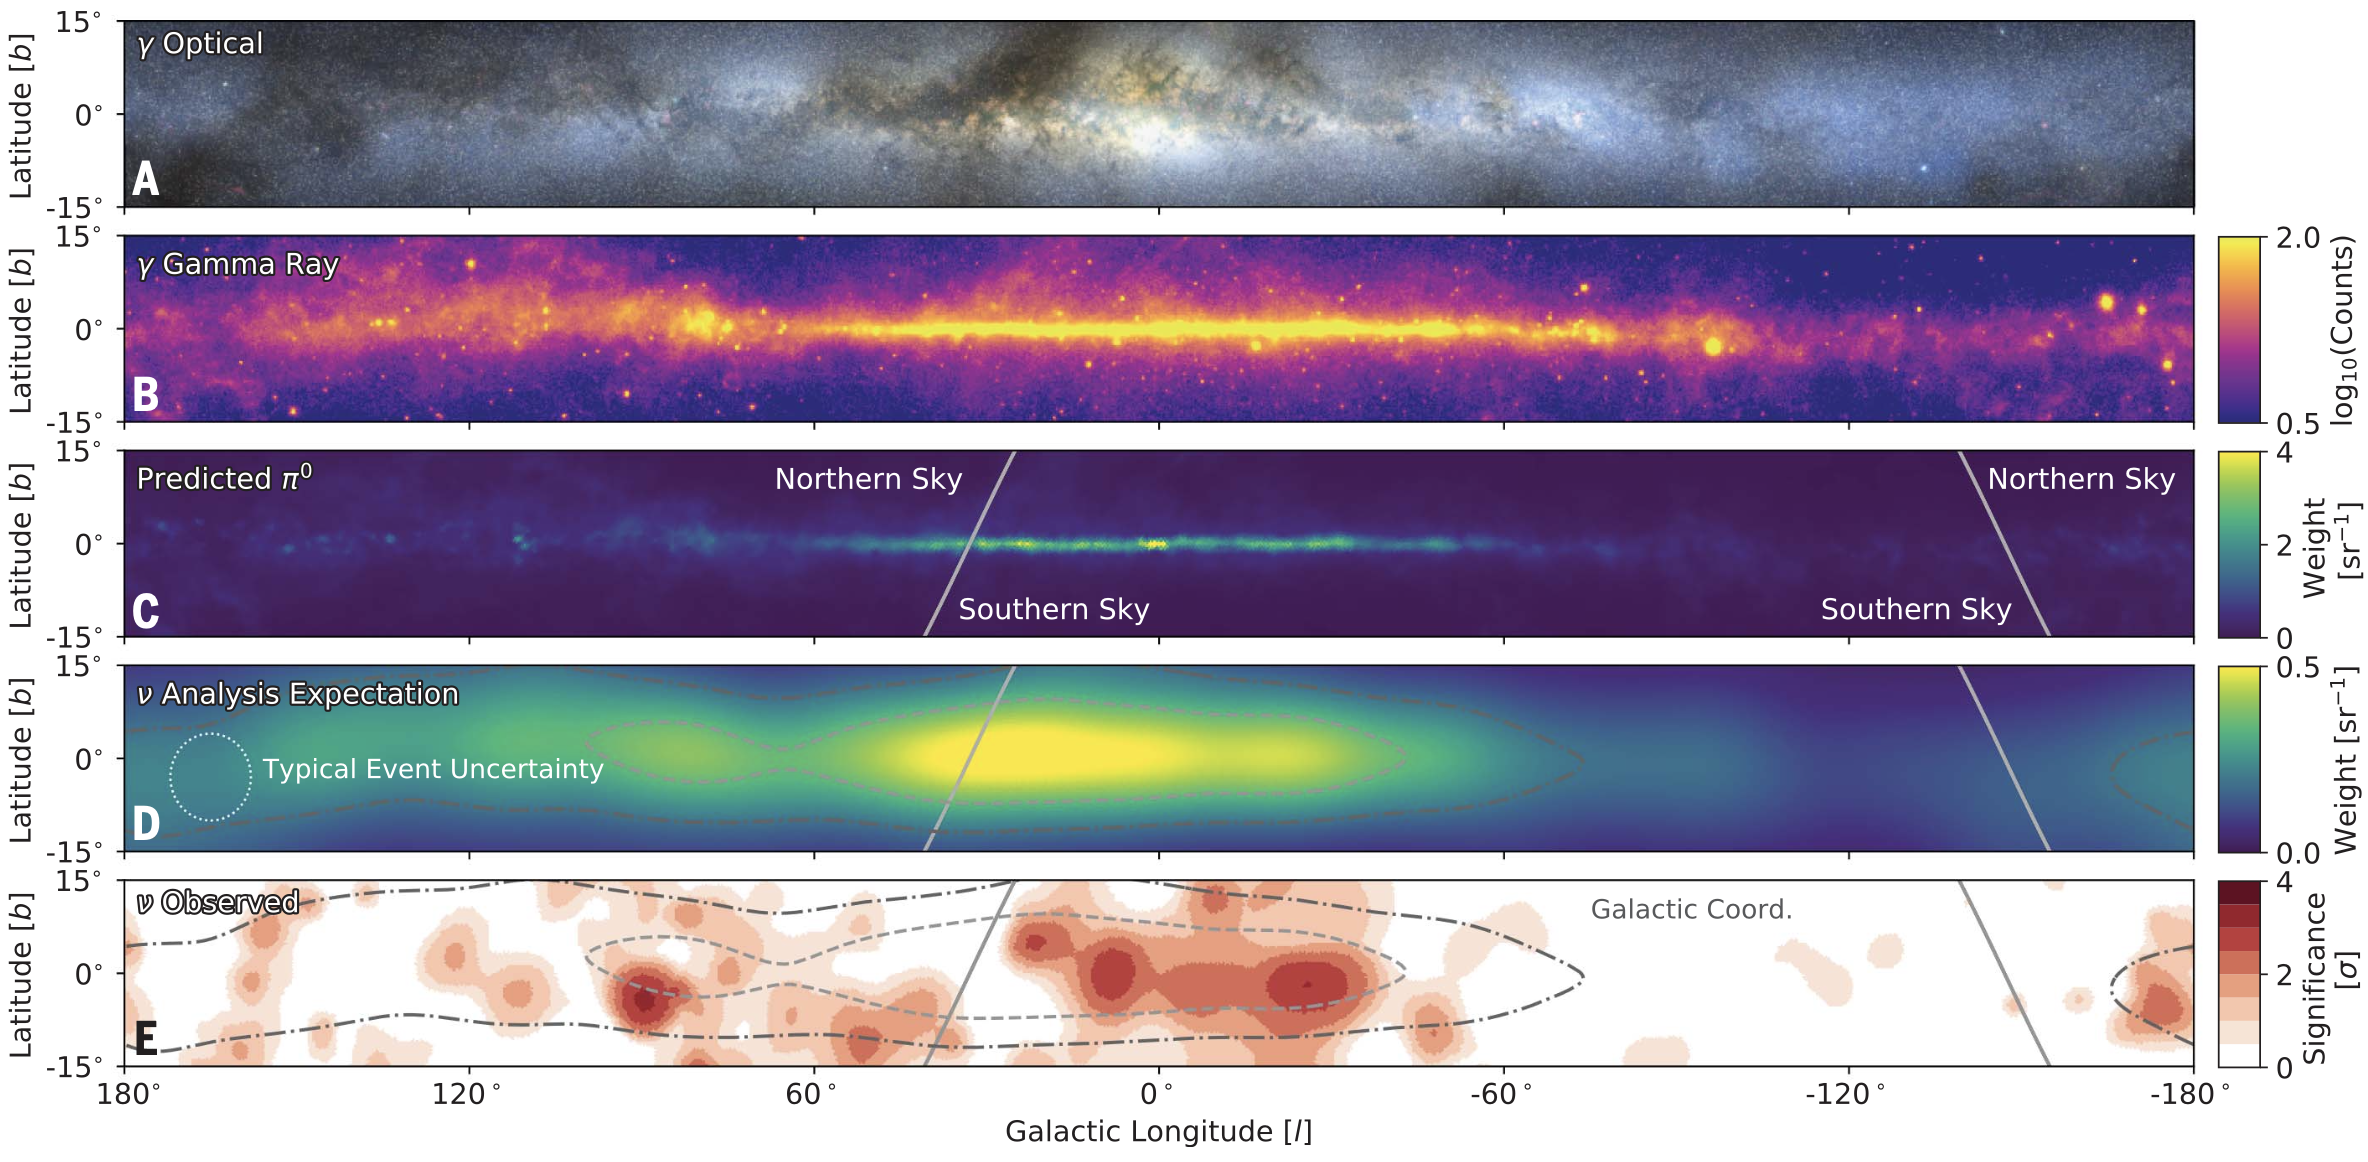 15°
γ Optical
0°
Latitude [b]
A
-15°
15°
γ Gamma Ray
0°
Latitude [b]
B
-15°
2.0
0.5
log₁₀(Counts)
15°
Predicted π⁰
Northern Sky
Northern Sky
0°
Latitude [b]
C
Southern Sky
Southern Sky
-15°
4
2
0
Weight
[sr⁻¹]
15°
ν Analysis Expectation
0°
Latitude [b]
Typical Event Uncertainty
D
-15°
0.5
0.0
Weight [sr⁻¹]
15°
ν Observed
Galactic Coord.
0°
Latitude [b]
E
-15°
4
2
0
Significance
[σ]
180° 120° 60° 0° -60° -120° -180°
Galactic Longitude [l]